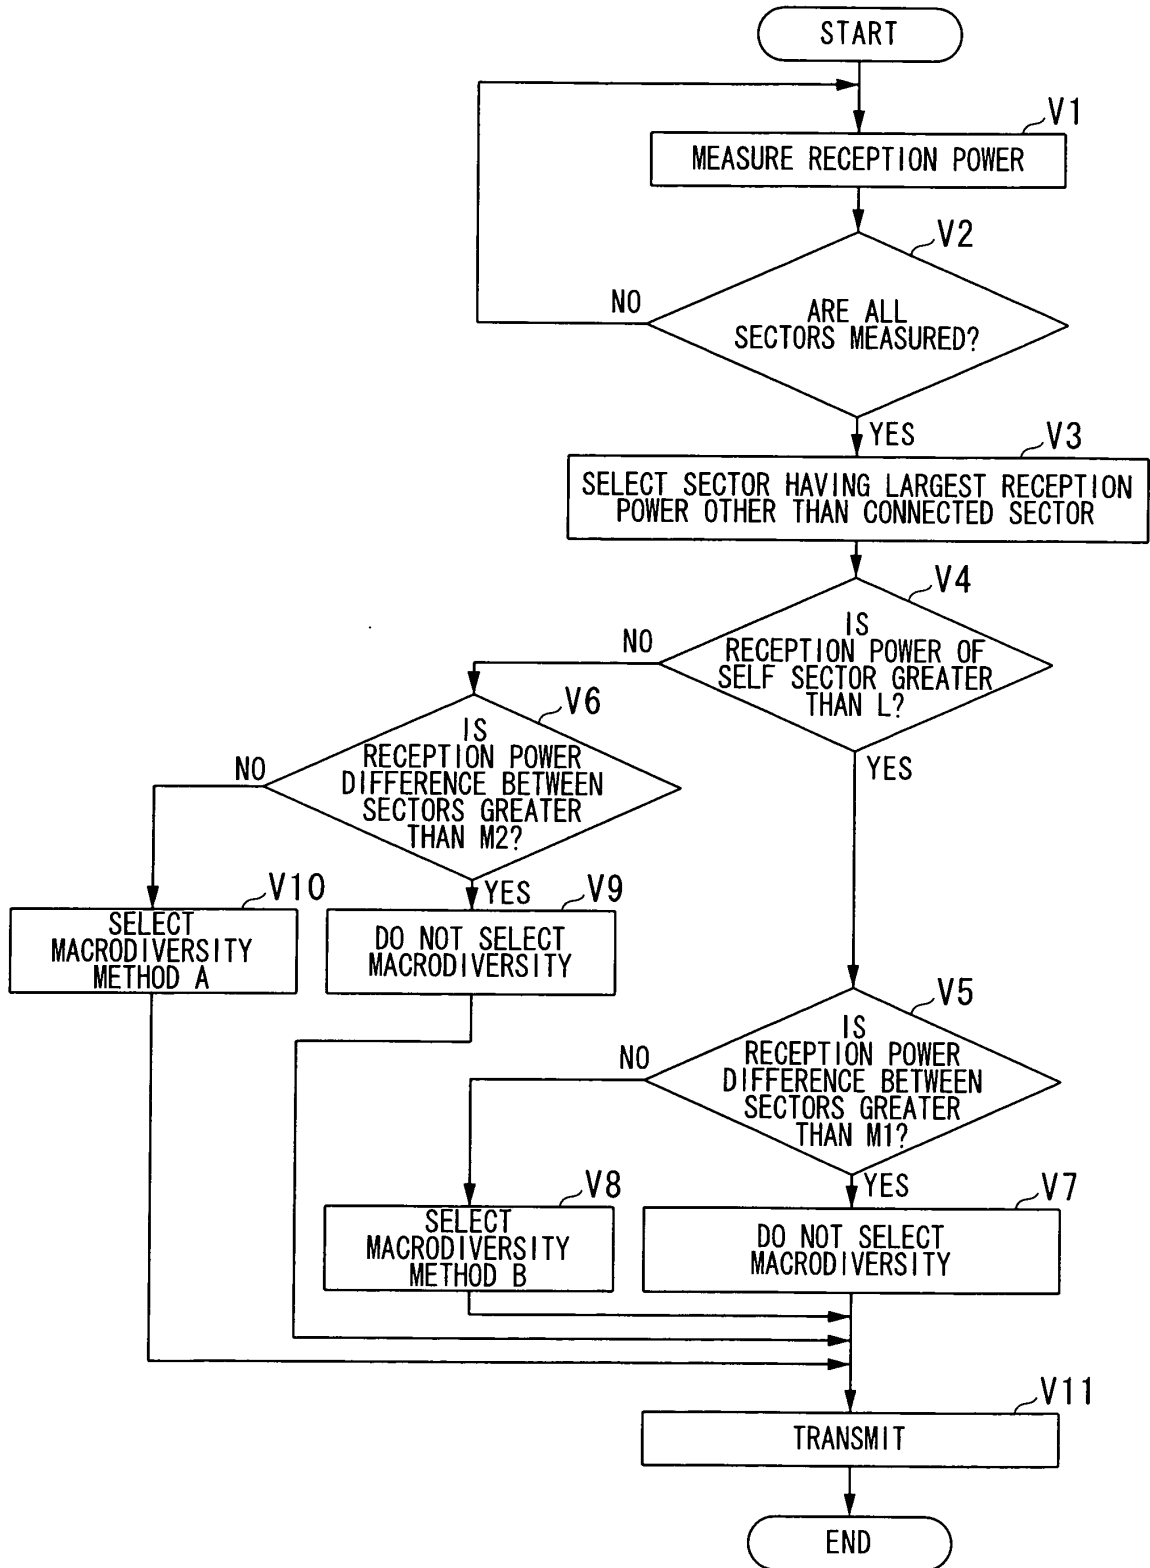 START
V1
MEASURE RECEPTION POWER
V2
NO
ARE ALL
SECTORS MEASURED?
YES
V3
SELECT SECTOR HAVING LARGEST RECEPTION
POWER OTHER THAN CONNECTED SECTOR
V4
NO
IS
RECEPTION POWER OF
SELF SECTOR GREATER
THAN L?
YES
V6
NO
IS
RECEPTION POWER
DIFFERENCE BETWEEN
SECTORS GREATER
THAN M2?
YES
V10
SELECT
MACRODIVERSITY
METHOD A
V9
DO NOT SELECT
MACRODIVERSITY
V5
NO
IS
RECEPTION POWER
DIFFERENCE BETWEEN
SECTORS GREATER
THAN M1?
YES
V8
SELECT
MACRODIVERSITY
METHOD B
V7
DO NOT SELECT
MACRODIVERSITY
V11
TRANSMIT
END